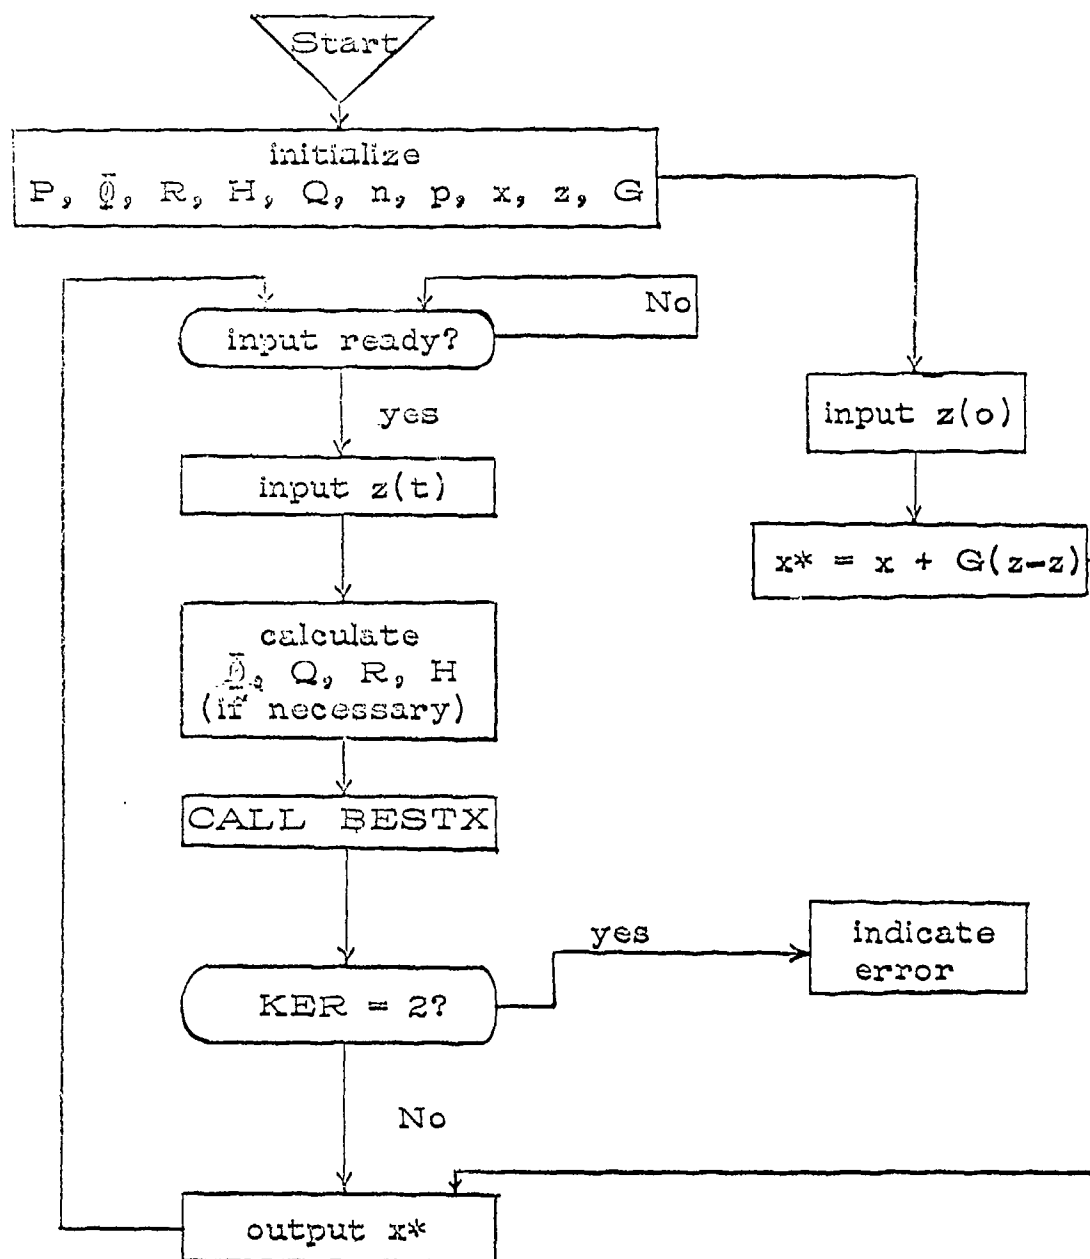 Start
initialize
P, Φ, R, H, Q, n, p, x, z, G
No
input ready?
yes
input z(t)
calculate
Φ, Q, R, H
(if necessary)
CALL BESTX
KER = 2?
yes
indicate
error
No
output x*
input z(o)
x* = x + G(z-z)